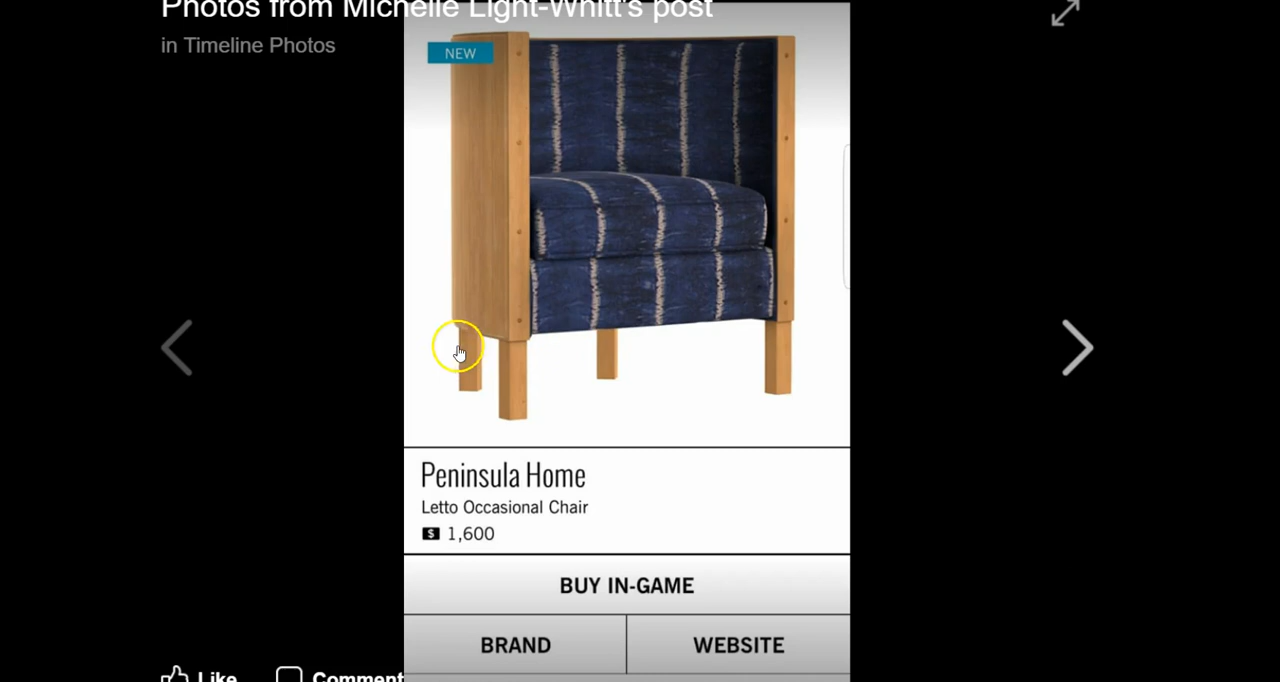 Photos from Michelle Light-Whitt's post
in Timeline Photos
NEW
Peninsula Home
Letto Occasional Chair
$ 1,600
BUY IN-GAME
BRAND
WEBSITE
Like
Comment